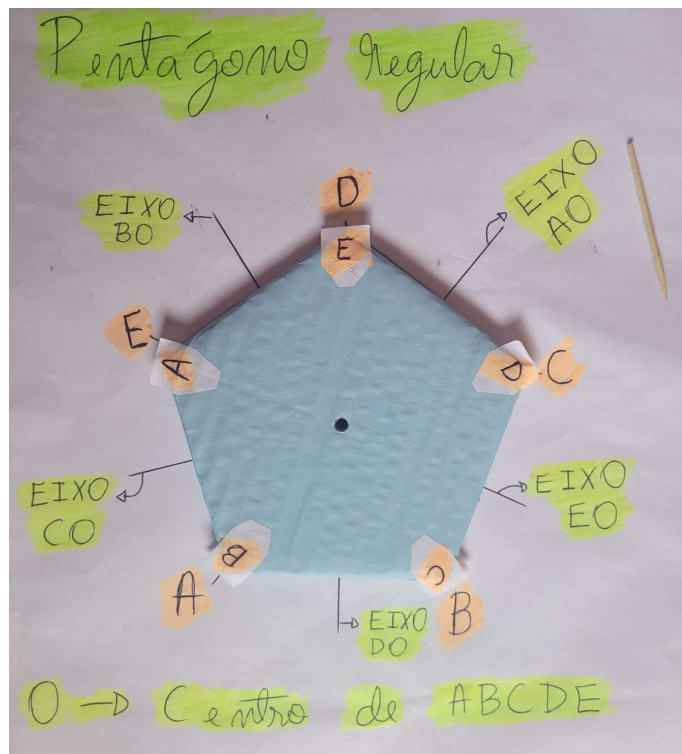 Pentágono regular
D
EIXO
BO
EIXO
AO
E
E
A
D
C
EIXO
CO
EIXO
EO
B
C
A
B
EIXO
DO
O → Centro de ABCDE